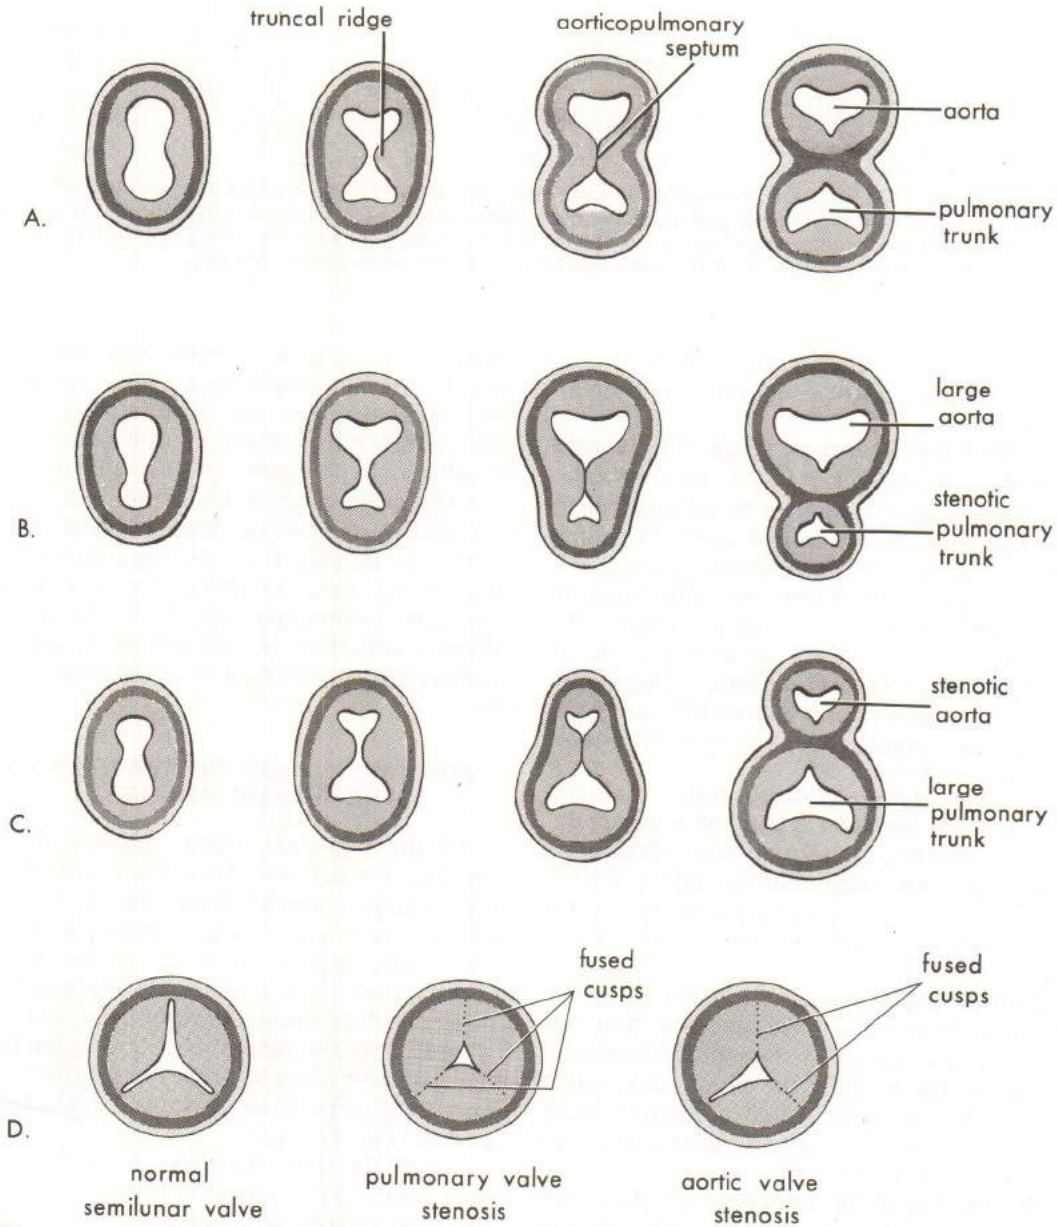 truncal ridge
aorticopulmonary
septum
aorta
pulmonary
trunk
A.
large
aorta
stenotic
pulmonary
trunk
B.
stenotic
aorta
large
pulmonary
trunk
C.
fused
cusps
fused
cusps
D.
normal
semilunar valve
pulmonary valve
stenosis
aortic valve
stenosis